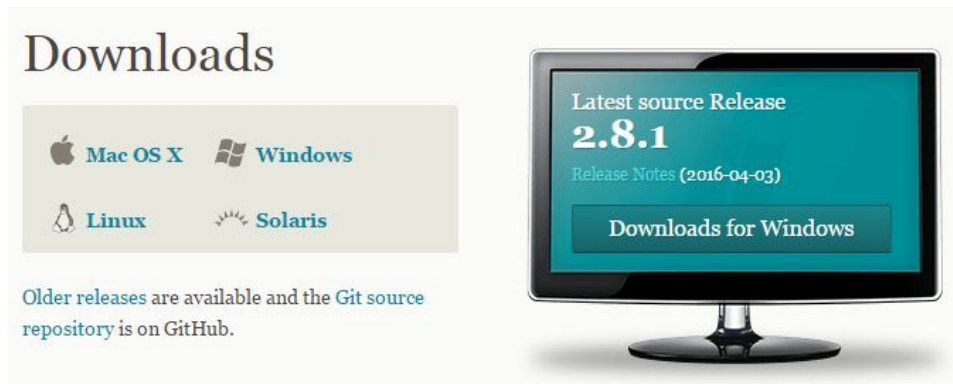 Downloads
Mac OS X
Windows
Linux
Solaris
Older releases are available and the Git source
repository is on GitHub.
Latest source Release
2.8.1
Release Notes (2016-04-03)
Downloads for Windows